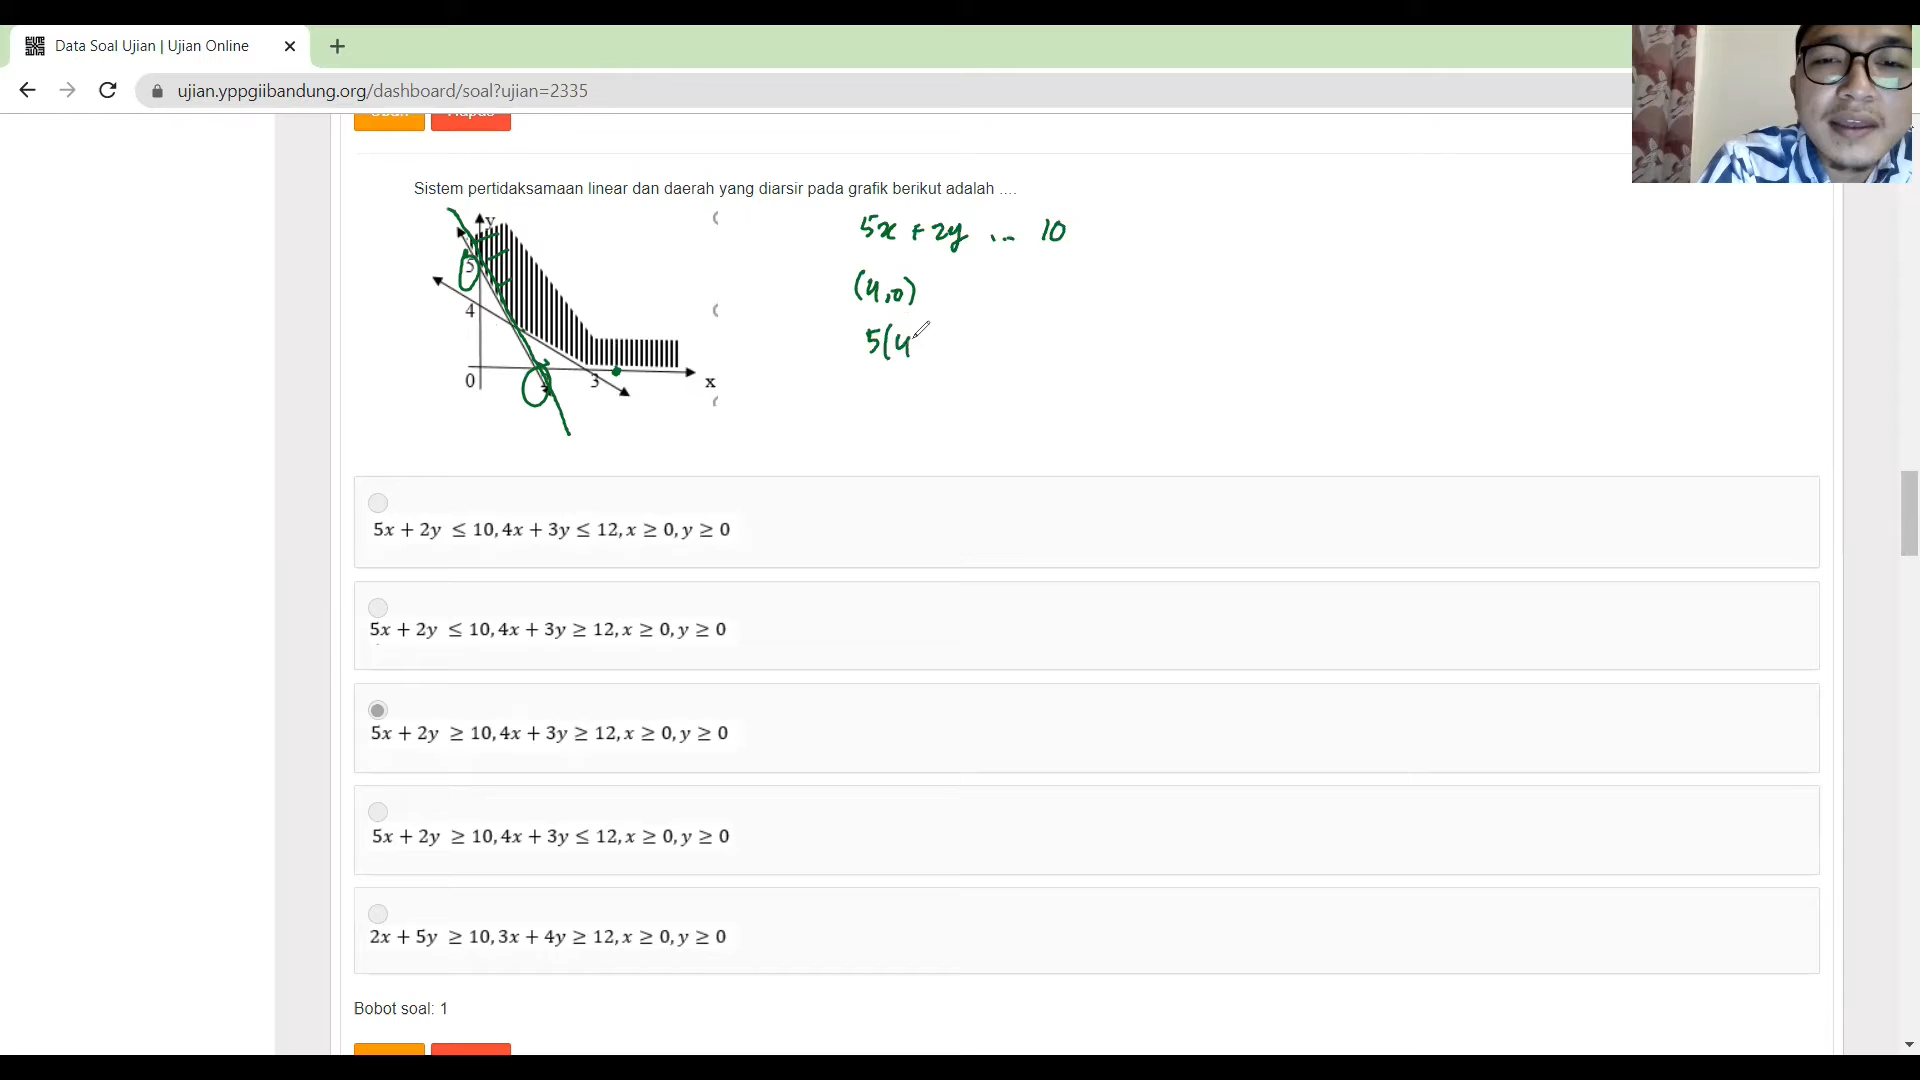 Data Soal Ujian | Ujian Online
ujian.yppgiibandung.org/dashboard/soal?ujian=2335
Sistem pertidaksamaan linear dan daerah yang diarsir pada grafik berikut adalah ....
y
5
4
0
3
x
5x + 2y ... 10
(4,0)
5(4
5x + 2y ≤ 10, 4x + 3y ≤ 12, x ≥ 0, y ≥ 0
5x + 2y ≤ 10, 4x + 3y ≥ 12, x ≥ 0, y ≥ 0
5x + 2y ≥ 10, 4x + 3y ≥ 12, x ≥ 0, y ≥ 0
5x + 2y ≥ 10, 4x + 3y ≤ 12, x ≥ 0, y ≥ 0
2x + 5y ≥ 10, 3x + 4y ≥ 12, x ≥ 0, y ≥ 0
Bobot soal: 1